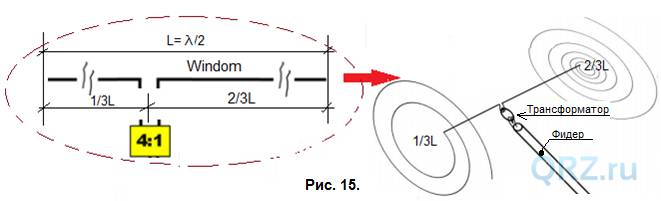 L= λ/2
Windom
1/3L
2/3L
4:1
2/3L
Трансформатор
1/3L
Фидер
QRZ.ru
Рис. 15.